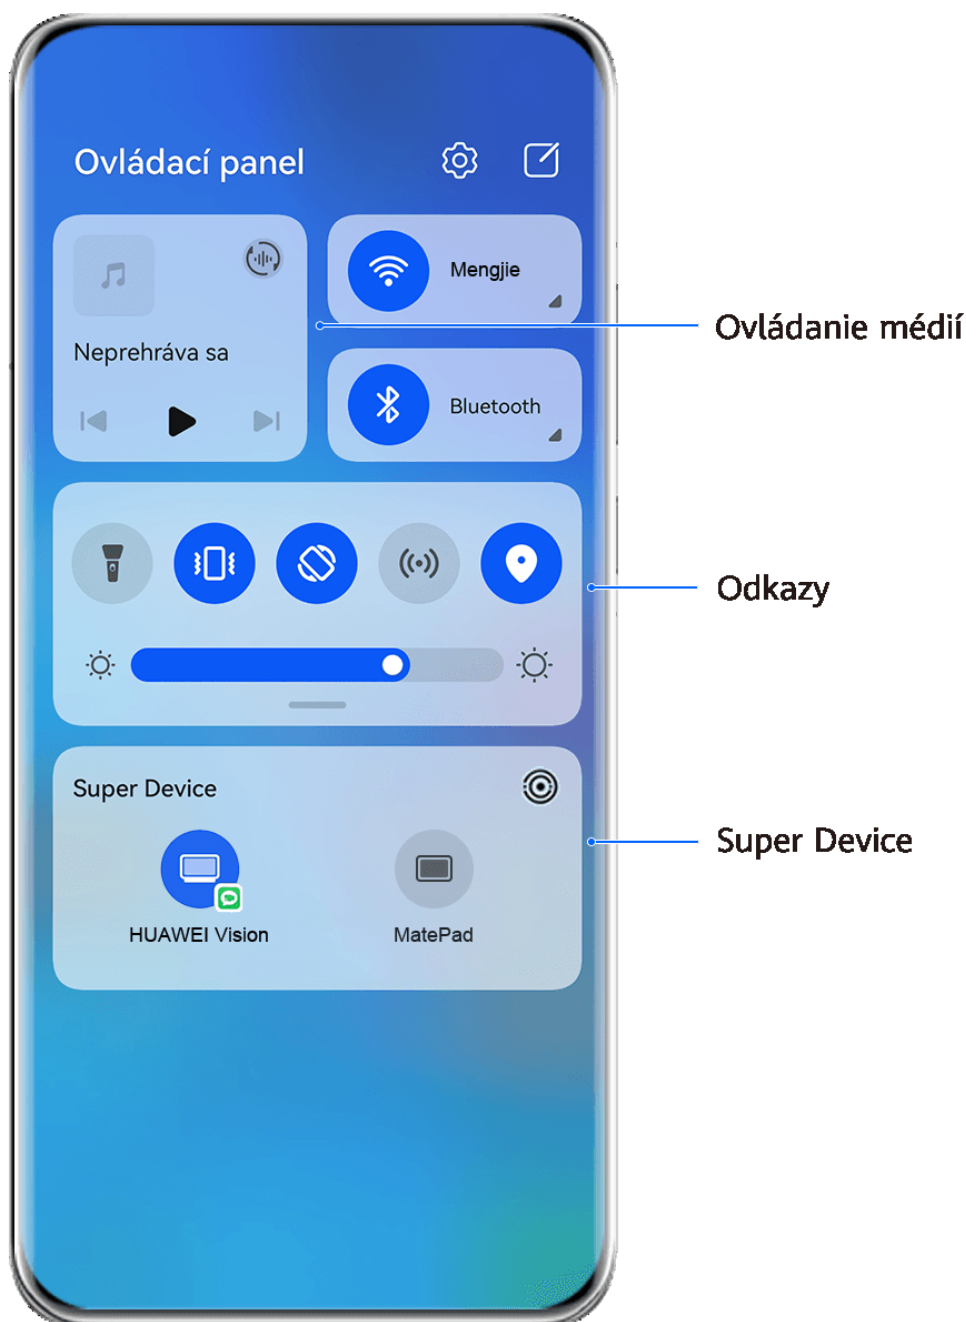 Ovládací panel
Mengjie
Neprehráva sa
Bluetooth
Ovládanie médií
Odkazy
Super Device
HUAWEI Vision
MatePad
Super Device